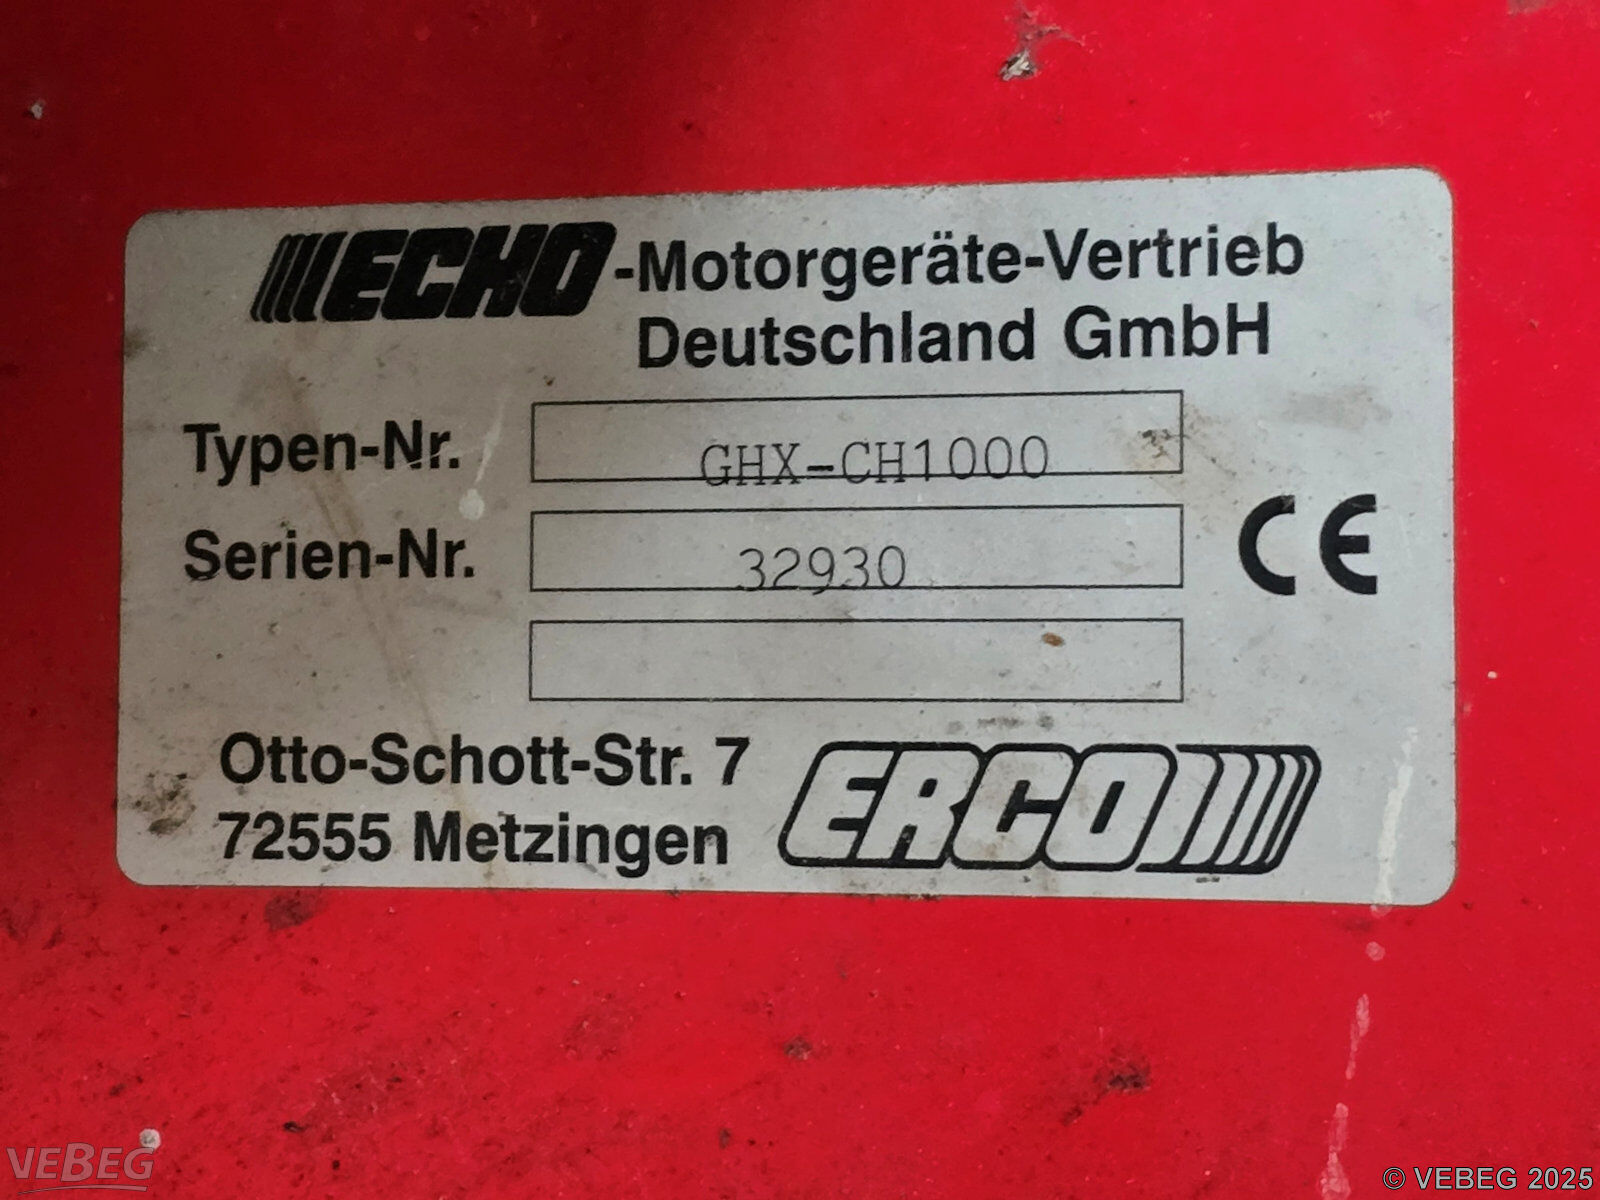 ECHO-Motorgeräte-Vertrieb
Deutschland GmbH
Typen-Nr. GHX-CH1000
Serien-Nr. 32930
CE
Otto-Schott-Str. 7
72555 Metzingen
ERCO
VEBEG
© VEBEG 2025